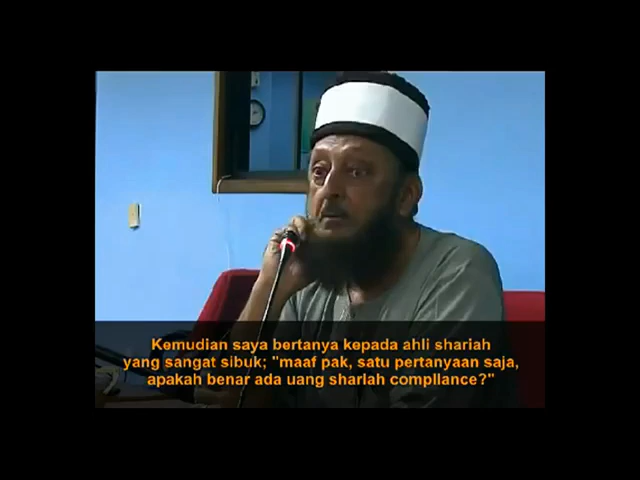 Kemudian saya bertanya kepada ahli shariah
yang sangat sibuk; "maaf pak, satu pertanyaan saja,
apakah benar ada uang shariah compliance?"